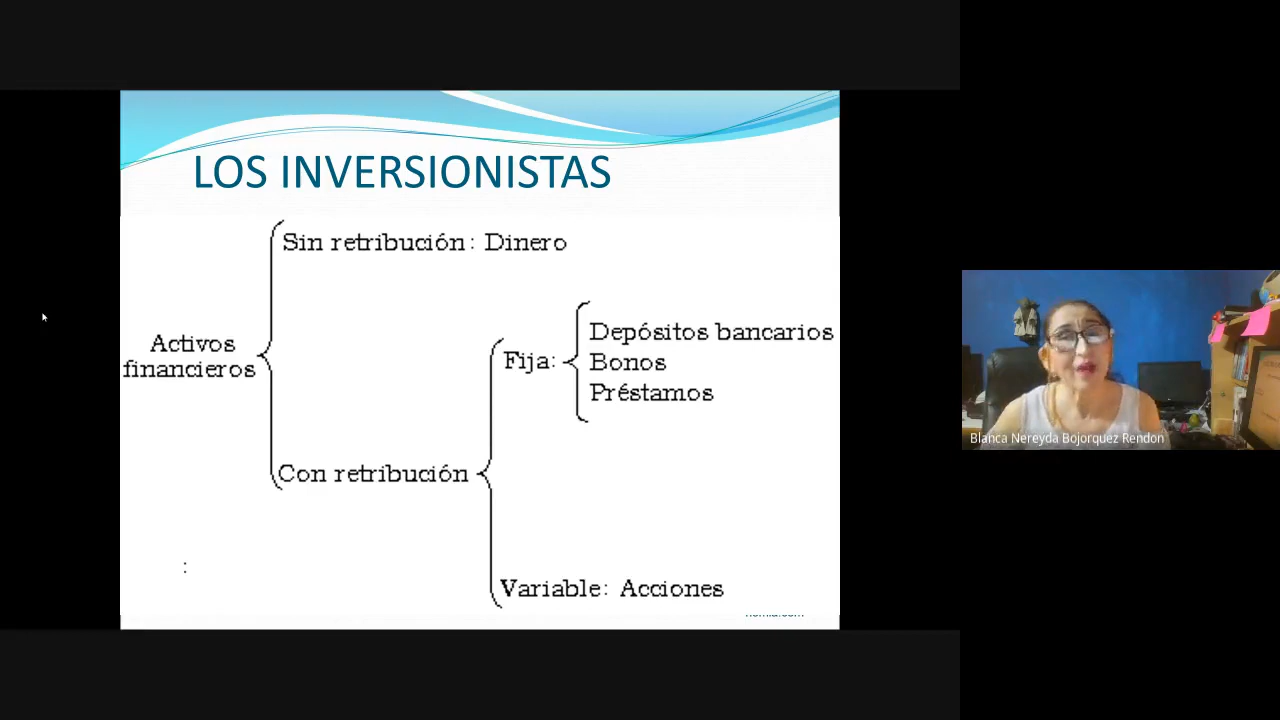 LOS INVERSIONISTAS
Sin retribución: Dinero
Activos
financieros
Fija:
Depósitos bancarios
Bonos
Préstamos
Con retribución
:
Variable: Acciones
Blanca Nereyda Bojorquez Rendon